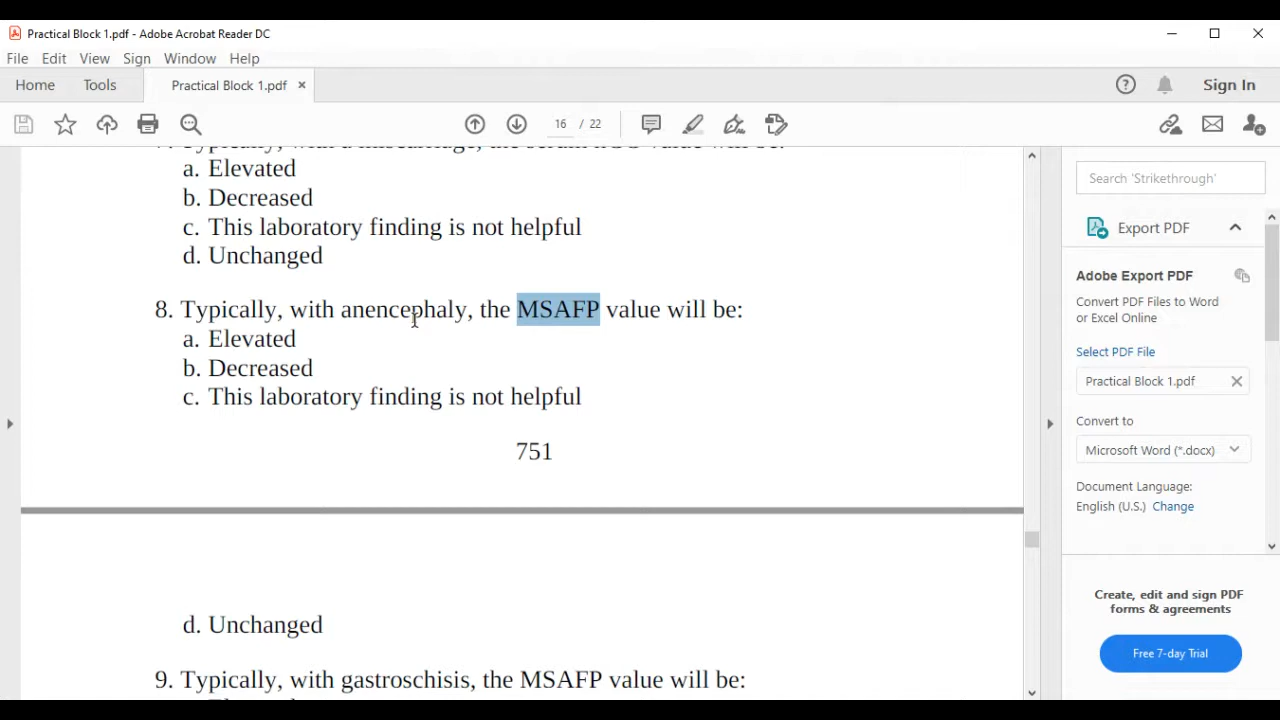 Practical Block 1.pdf - Adobe Acrobat Reader DC
File Edit View Sign Window Help
Home Tools Practical Block 1.pdf × Sign In
16 / 22
a. Elevated
b. Decreased
c. This laboratory finding is not helpful
d. Unchanged
8. Typically, with anencephaly, the MSAFP value will be:
a. Elevated
b. Decreased
c. This laboratory finding is not helpful
751
d. Unchanged
9. Typically, with gastroschisis, the MSAFP value will be:
Search 'Strikethrough'
Export PDF
Adobe Export PDF
Convert PDF Files to Word
or Excel Online
Select PDF File
Practical Block 1.pdf
Convert to
Microsoft Word (*.docx)
Document Language:
English (U.S.) Change
Create, edit and sign PDF
forms & agreements
Free 7-day Trial